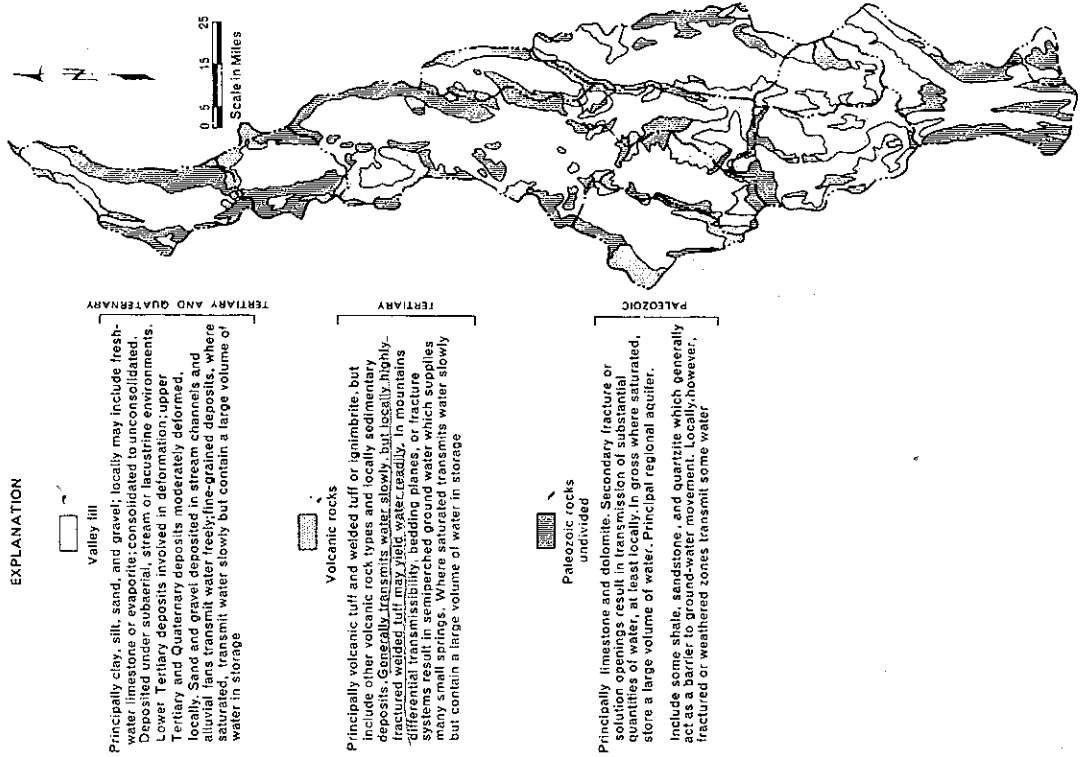 EXPLANATION
Valley fill
Principally clay, silt, sand, and gravel; locally may include fresh-
water limestone or evaporite; consolidated to unconsolidated.
Deposited under subaerial, stream or lacustrine environments.
Lower Tertiary deposits involved in deformation; upper
Tertiary and Quaternary deposits moderately deformed,
locally. Sand and gravel deposited in stream channels and
alluvial fans transmit water freely; fine-grained deposits, where
saturated, transmit water slowly but contain a large volume of
water in storage
TERTIARY AND QUATERNARY
Volcanic rocks
Principally volcanic tuff and welded tuff or ignimbrite, but
include other volcanic rock types and locally sedimentary
deposits. Generally transmits water slowly, but locally, highly-
fractured welded tuff may yield water readily. In mountains
differential transmissibility, bedding planes, or fracture
systems result in semiperched ground water which supplies
many small springs. Where saturated transmits water slowly
but contain a large volume of water in storage
TERTIARY
Paleozoic rocks
undivided
Principally limestone and dolomite. Secondary fracture or
solution openings result in transmission of substantial
quantities of water, at least locally. In gross where saturated,
store a large volume of water. Principal regional aquifer.
Include some shale, sandstone, and quartzite which generally
act as a barrier to ground-water movement. Locally, however,
fractured or weathered zones transmit some water
PALEOZOIC
N
0 5 15 25
Scale in Miles